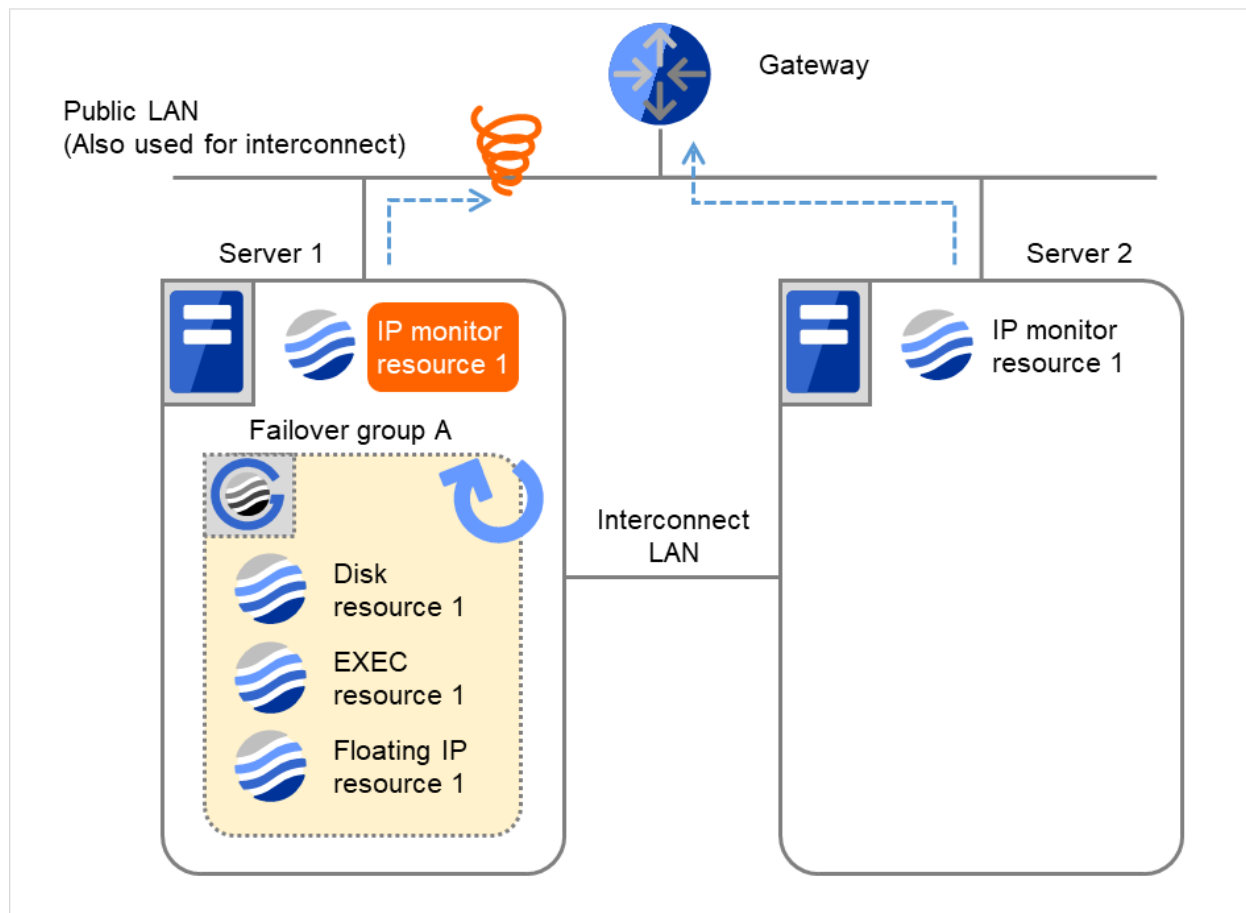 Gateway
Public LAN
(Also used for interconnect)
Server 1
Server 2
IP monitor
resource 1
IP monitor
resource 1
Failover group A
Interconnect
LAN
Disk
resource 1
EXEC
resource 1
Floating IP
resource 1